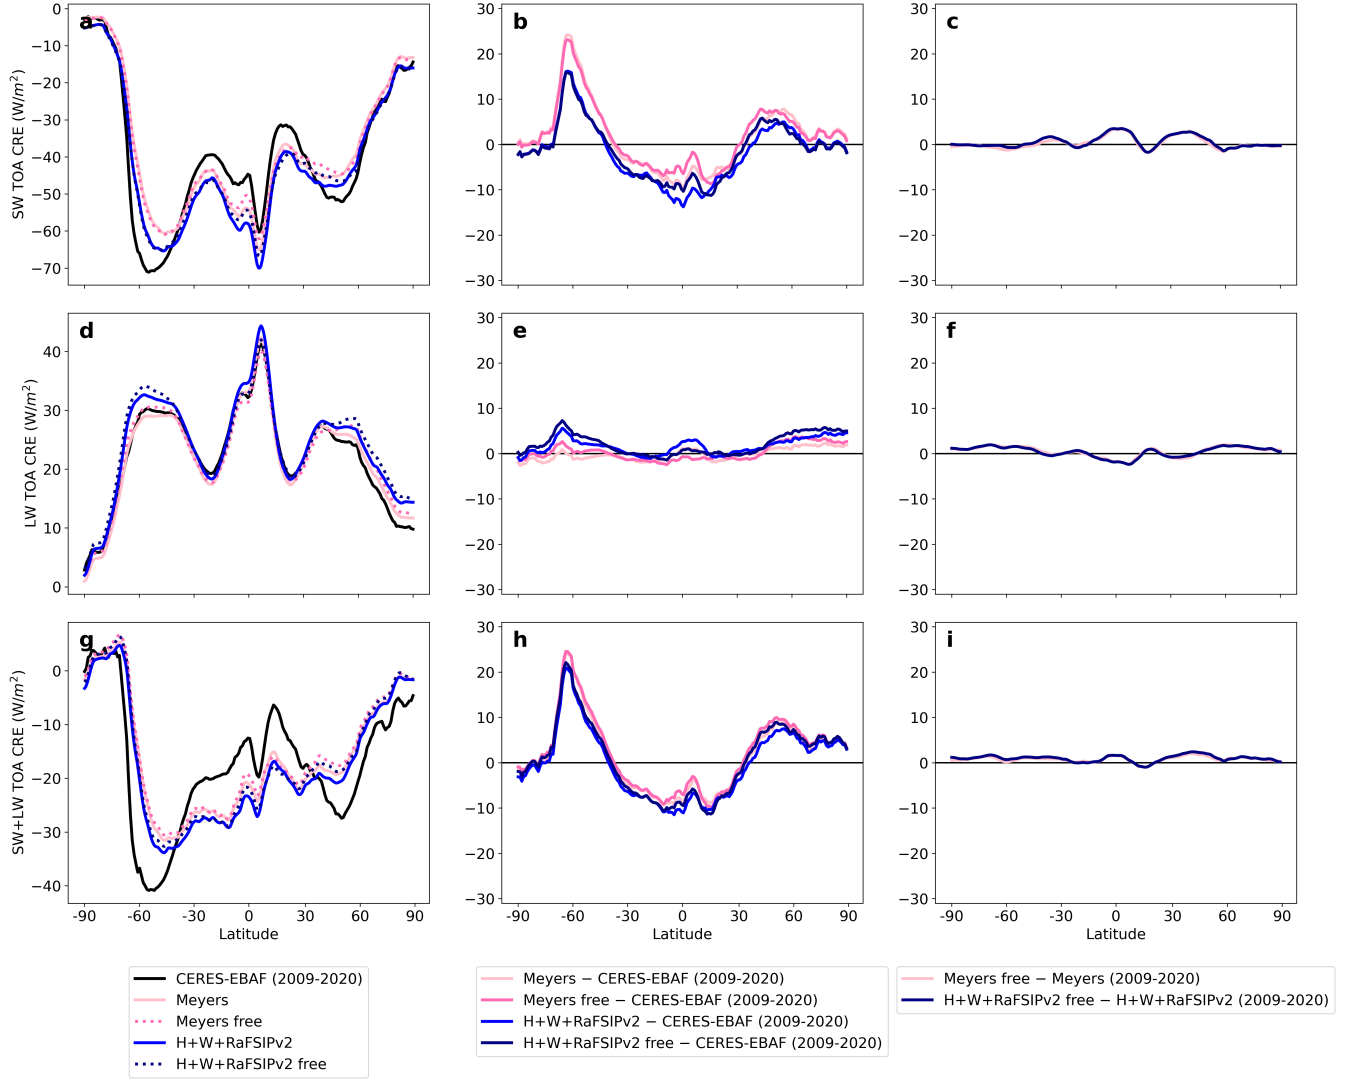 a
b
c
SW TOA CRE (W/m²)
0
−10
−20
−30
−40
−50
−60
−70
30
20
10
0
−10
−20
−30
30
20
10
0
−10
−20
−30
d
e
f
LW TOA CRE (W/m²)
40
30
20
10
0
30
20
10
0
−10
−20
−30
30
20
10
0
−10
−20
−30
g
h
i
SW+LW TOA CRE (W/m²)
0
−10
−20
−30
−40
30
20
10
0
−10
−20
−30
30
20
10
0
−10
−20
−30
-90 -60 -30 0 30 60 90
-90 -60 -30 0 30 60 90
-90 -60 -30 0 30 60 90
Latitude
Latitude
Latitude
CERES-EBAF (2009-2020)
Meyers
Meyers free
H+W+RaFSIPv2
H+W+RaFSIPv2 free
Meyers − CERES-EBAF (2009-2020)
Meyers free − CERES-EBAF (2009-2020)
H+W+RaFSIPv2 − CERES-EBAF (2009-2020)
H+W+RaFSIPv2 free − CERES-EBAF (2009-2020)
Meyers free − Meyers (2009-2020)
H+W+RaFSIPv2 free − H+W+RaFSIPv2 (2009-2020)